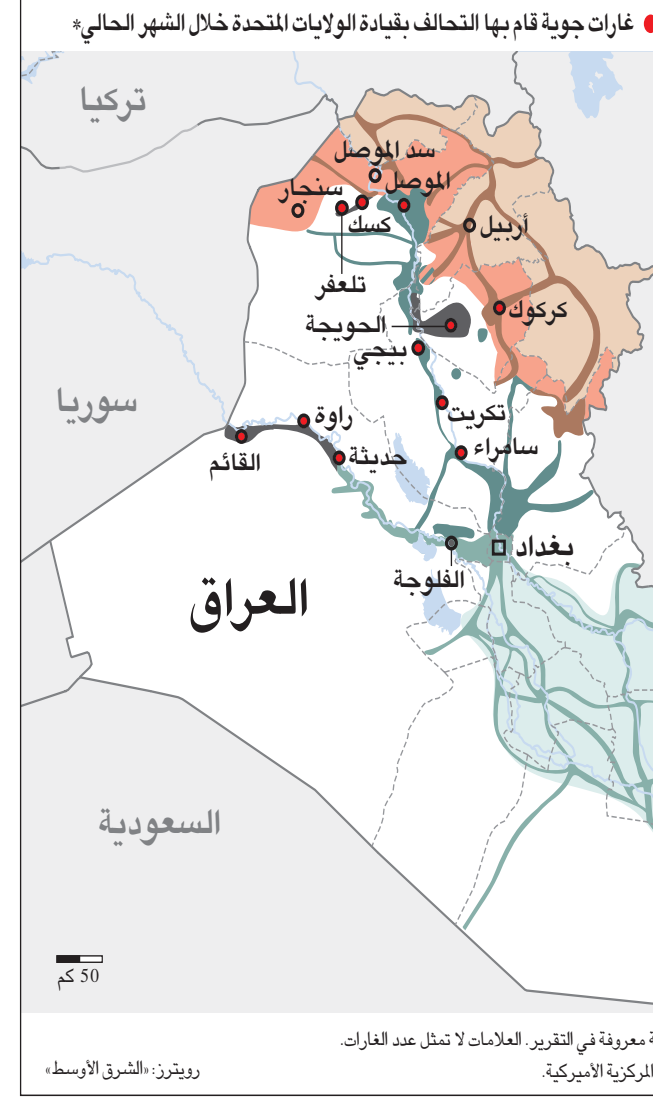 غارات جوية قام بها التحالف بقيادة الولايات المتحدة خلال الشهر الحالي*
تركيا
سد الموصل
الموصل
سنجار
كسك
أربيل
تلعفر
كركوك
الحويجة
بيجي
سوريا
تكريت
راوة
سامراء
حديثة
القائم
بغداد
الفلوجة
العراق
السعودية
50 كم
معروفة في التقرير. العلامات لا تمثل عدد الغارات.
المركزية الأميركية.
رويترز: «الشرق الأوسط»